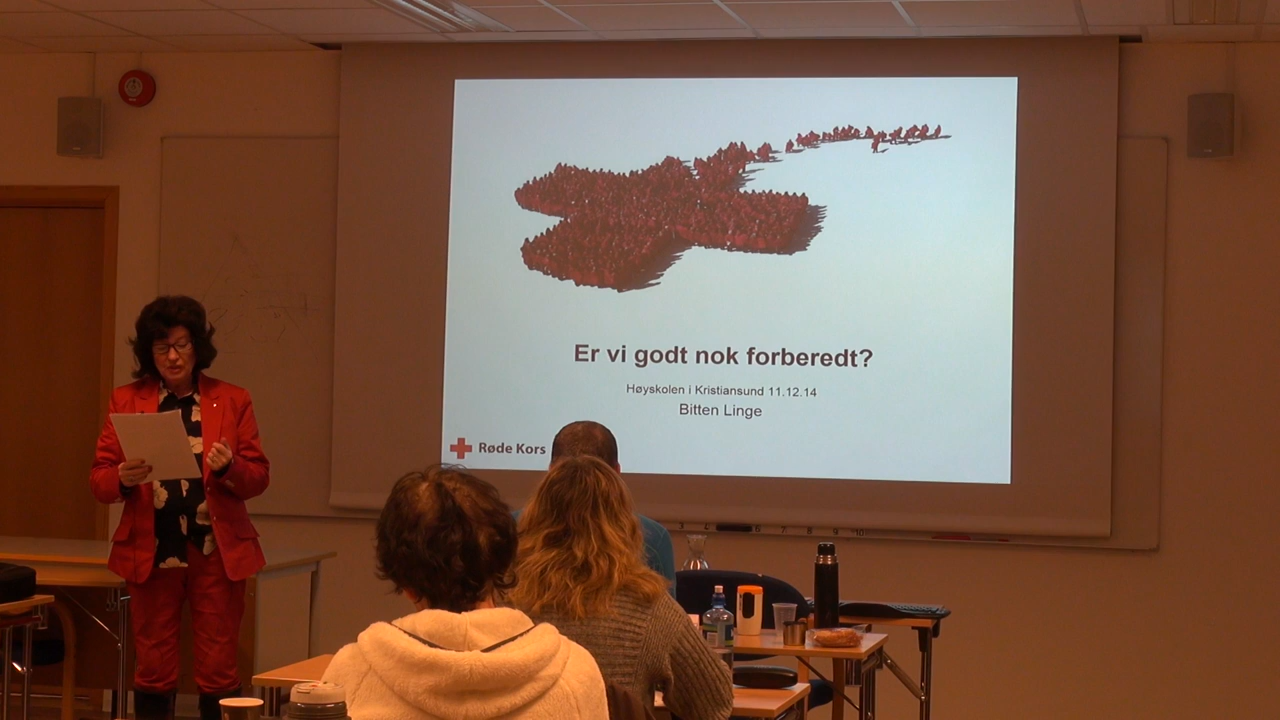 Er vi godt nok forberedt?
Høyskolen i Kristiansund 11.12.14
Bitten Linge
Røde Kors